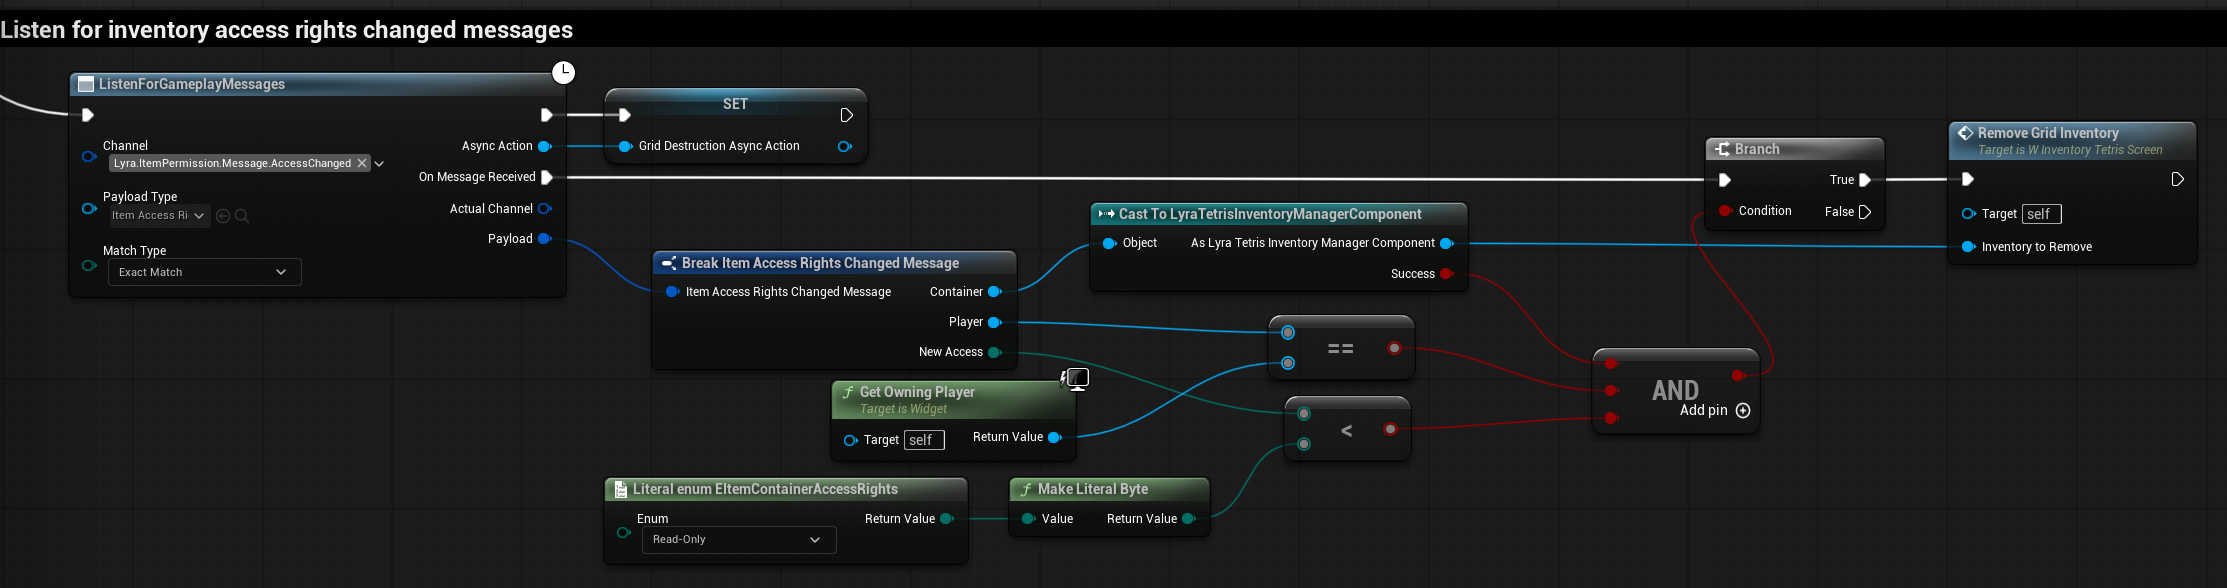 Listen for inventory access rights changed messages
ListenForGameplayMessages
Channel
Lyra.ItemPermission.Message.AccessChanged
Payload Type
Item Access Ri
Match Type
Exact Match
Async Action
On Message Received
Actual Channel
Payload
SET
Grid Destruction Async Action
Break Item Access Rights Changed Message
Item Access Rights Changed Message
Container
Player
New Access
Get Owning Player
Target is Widget
Target self
Return Value
Literal enum EItemContainerAccessRights
Enum
Read-Only
Return Value
Make Literal Byte
Value
Return Value
Cast To LyraTetrisInventoryManagerComponent
Object
As Lyra Tetris Inventory Manager Component
Success
==
<
AND
Add pin
Branch
Condition
True
False
Remove Grid Inventory
Target is W Inventory Tetris Screen
Target self
Inventory to Remove